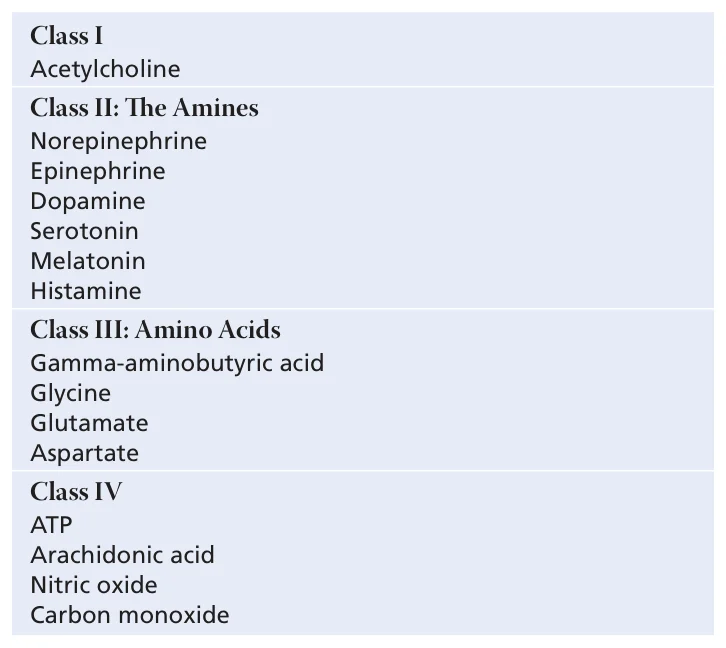 Class I
Acetylcholine
Class II: The Amines
Norepinephrine
Epinephrine
Dopamine
Serotonin
Melatonin
Histamine
Class III: Amino Acids
Gamma-aminobutyric acid
Glycine
Glutamate
Aspartate
Class IV
ATP
Arachidonic acid
Nitric oxide
Carbon monoxide